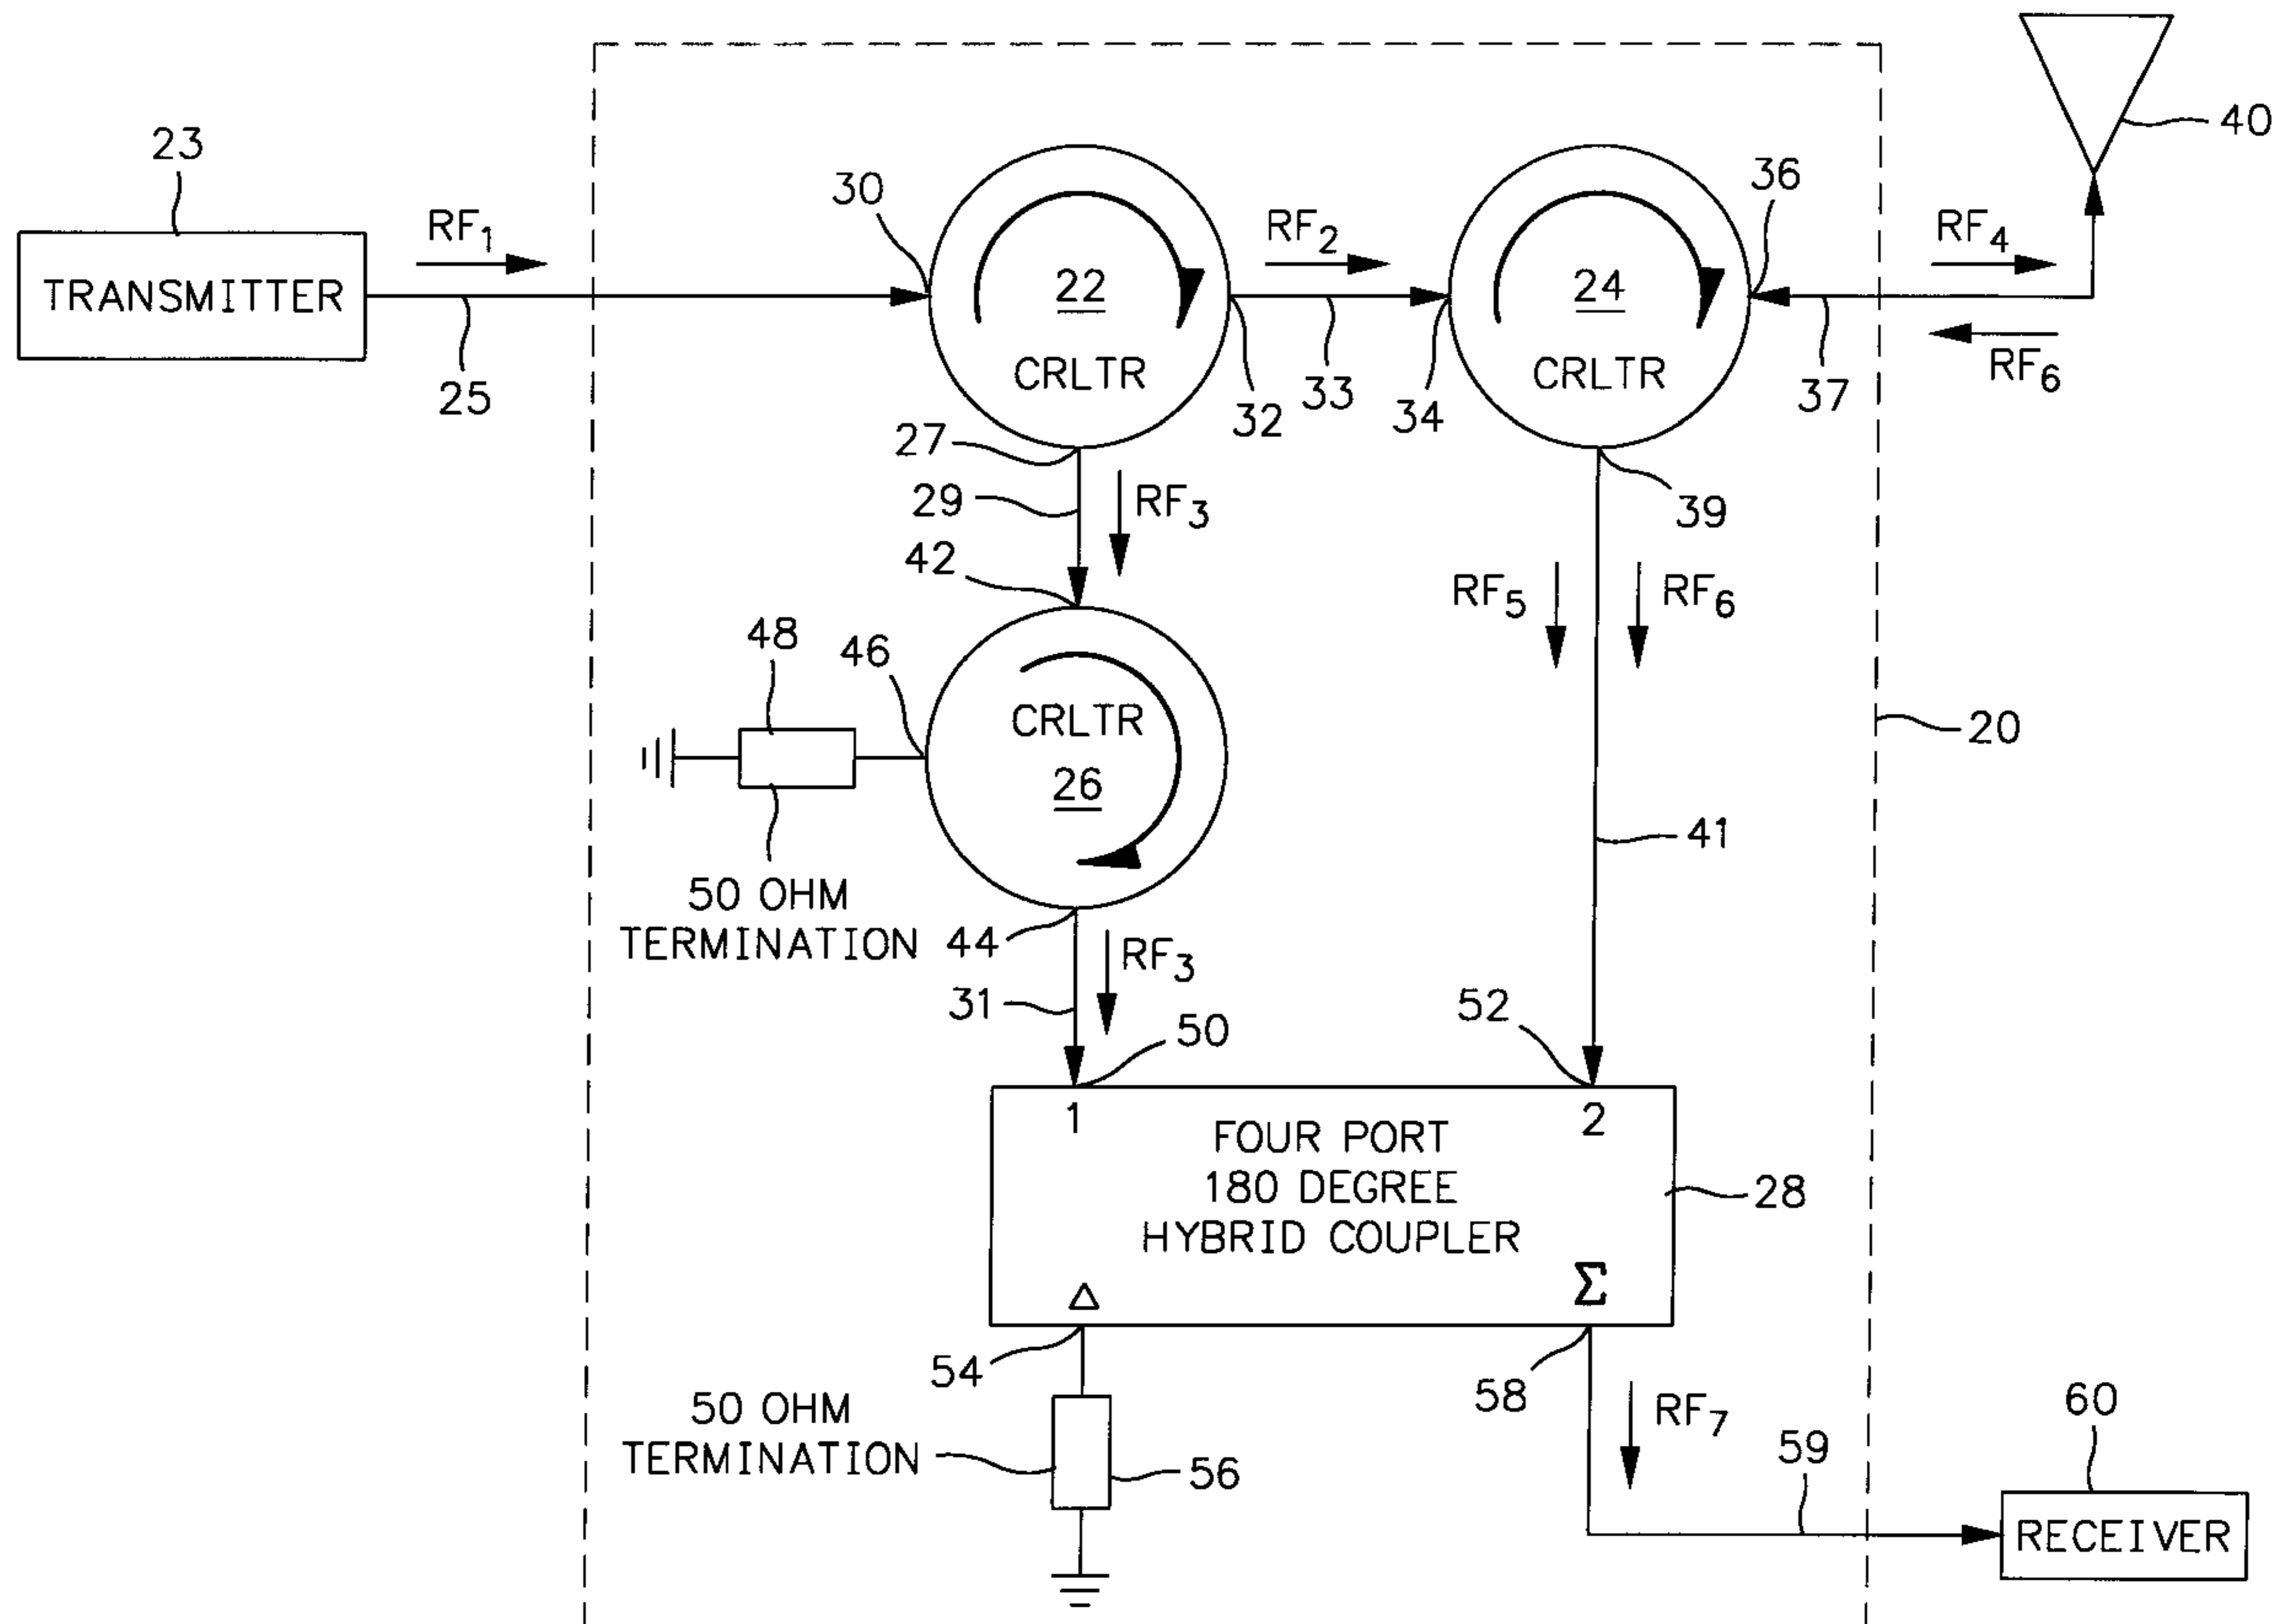 23
TRANSMITTER
RF1
25
30
22
CRLTR
27
32
RF2
33
34
24
CRLTR
36
39
RF4
RF6
37
40
29
RF3
42
48
46
CRLTR
26
50 OHM
TERMINATION
44
RF3
31
50
RF5
RF6
41
20
52
1
2
FOUR PORT
180 DEGREE
HYBRID COUPLER
28
Δ
Σ
54
50 OHM
TERMINATION
56
58
RF7
59
60
RECEIVER